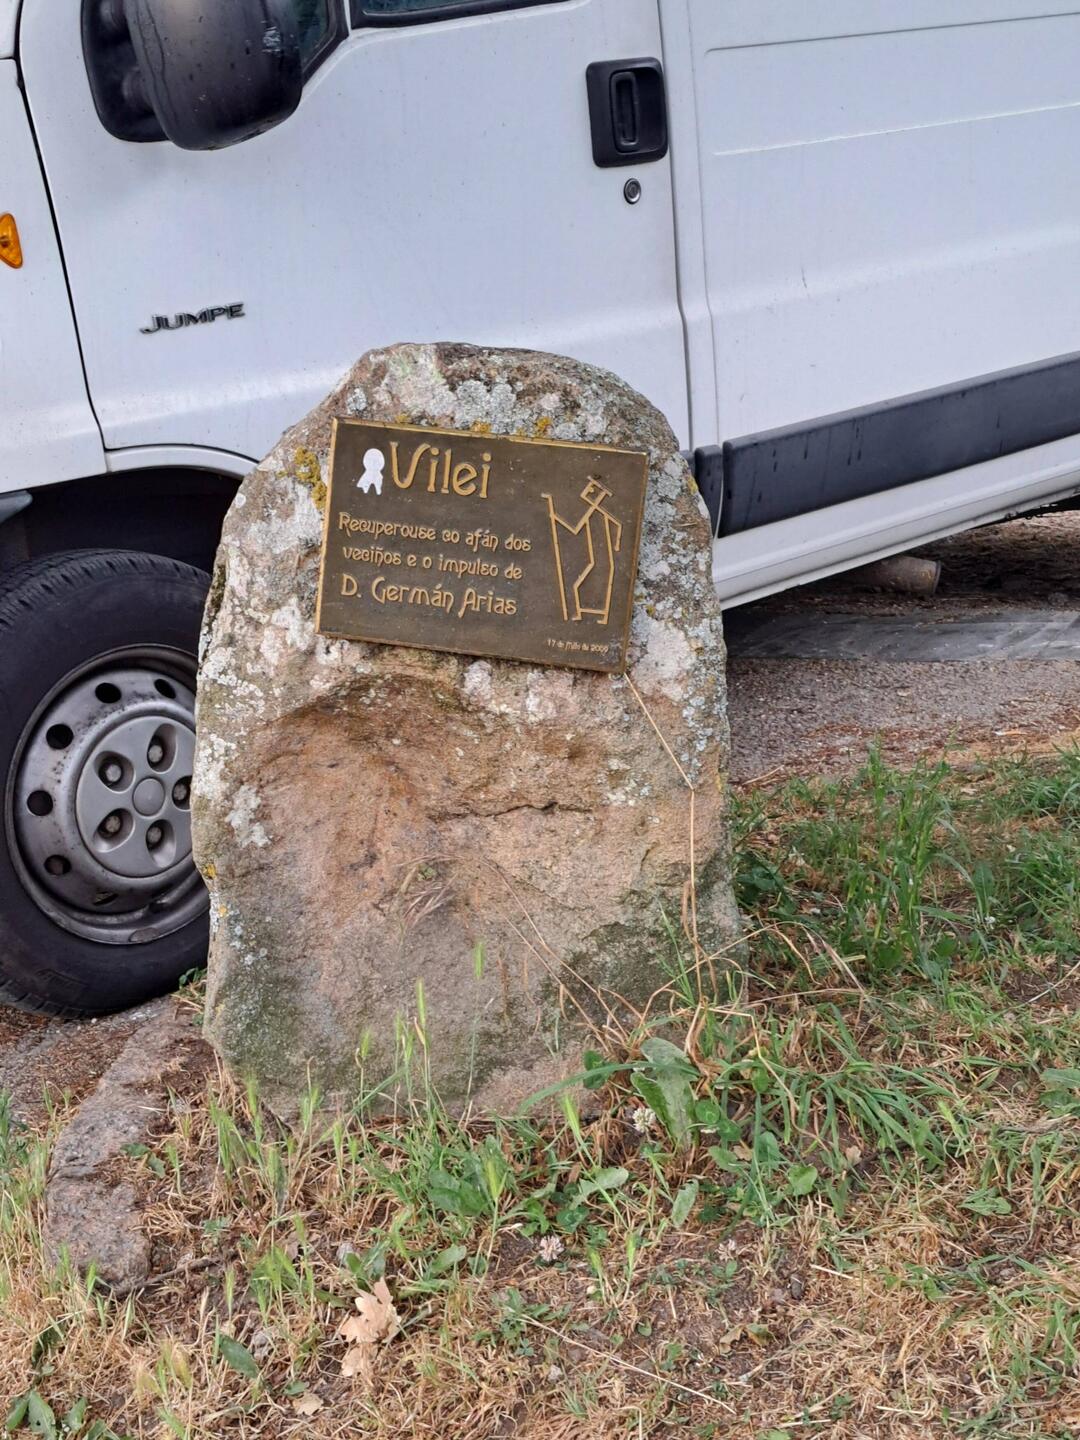 JUMPE
Vilei
Recuperouse co afán dos
veciños e o impulso de
D. Germán Arias